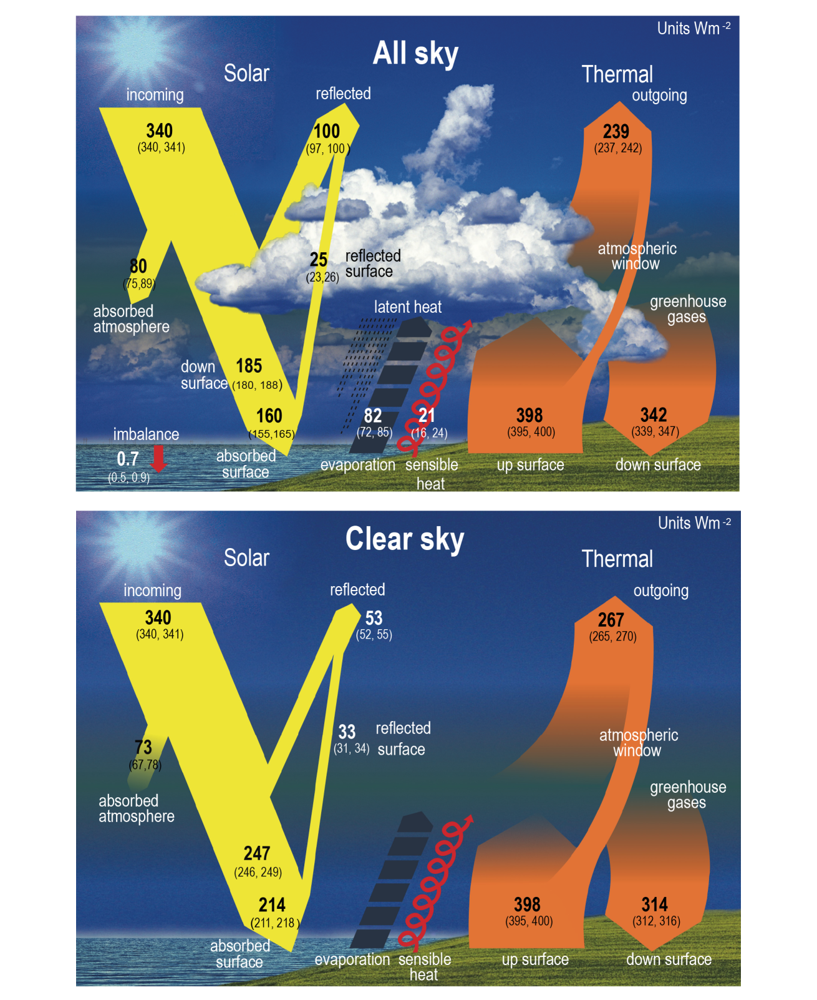 Units Wm-2
All sky
Solar
Thermal
incoming
reflected
outgoing
340
(340, 341)
100
(97, 100)
239
(237, 242)
80
(75,89)
absorbed
atmosphere
25
(23,26)
reflected
surface
atmospheric
window
latent heat
greenhouse
gases
down
surface
185
(180, 188)
160
(155,165)
absorbed
surface
imbalance
0.7
(0.5, 0.9)
82
(72, 85)
evaporation
21
(16, 24)
sensible
heat
398
(395, 400)
up surface
342
(339, 347)
down surface
Units Wm-2
Clear sky
Solar
Thermal
incoming
reflected
outgoing
340
(340, 341)
53
(52, 55)
267
(265, 270)
73
(67,78)
absorbed
atmosphere
33
(31, 34)
reflected
surface
atmospheric
window
greenhouse
gases
247
(246, 249)
214
(211, 218)
absorbed
surface
evaporation
sensible
heat
398
(395, 400)
up surface
314
(312, 316)
down surface